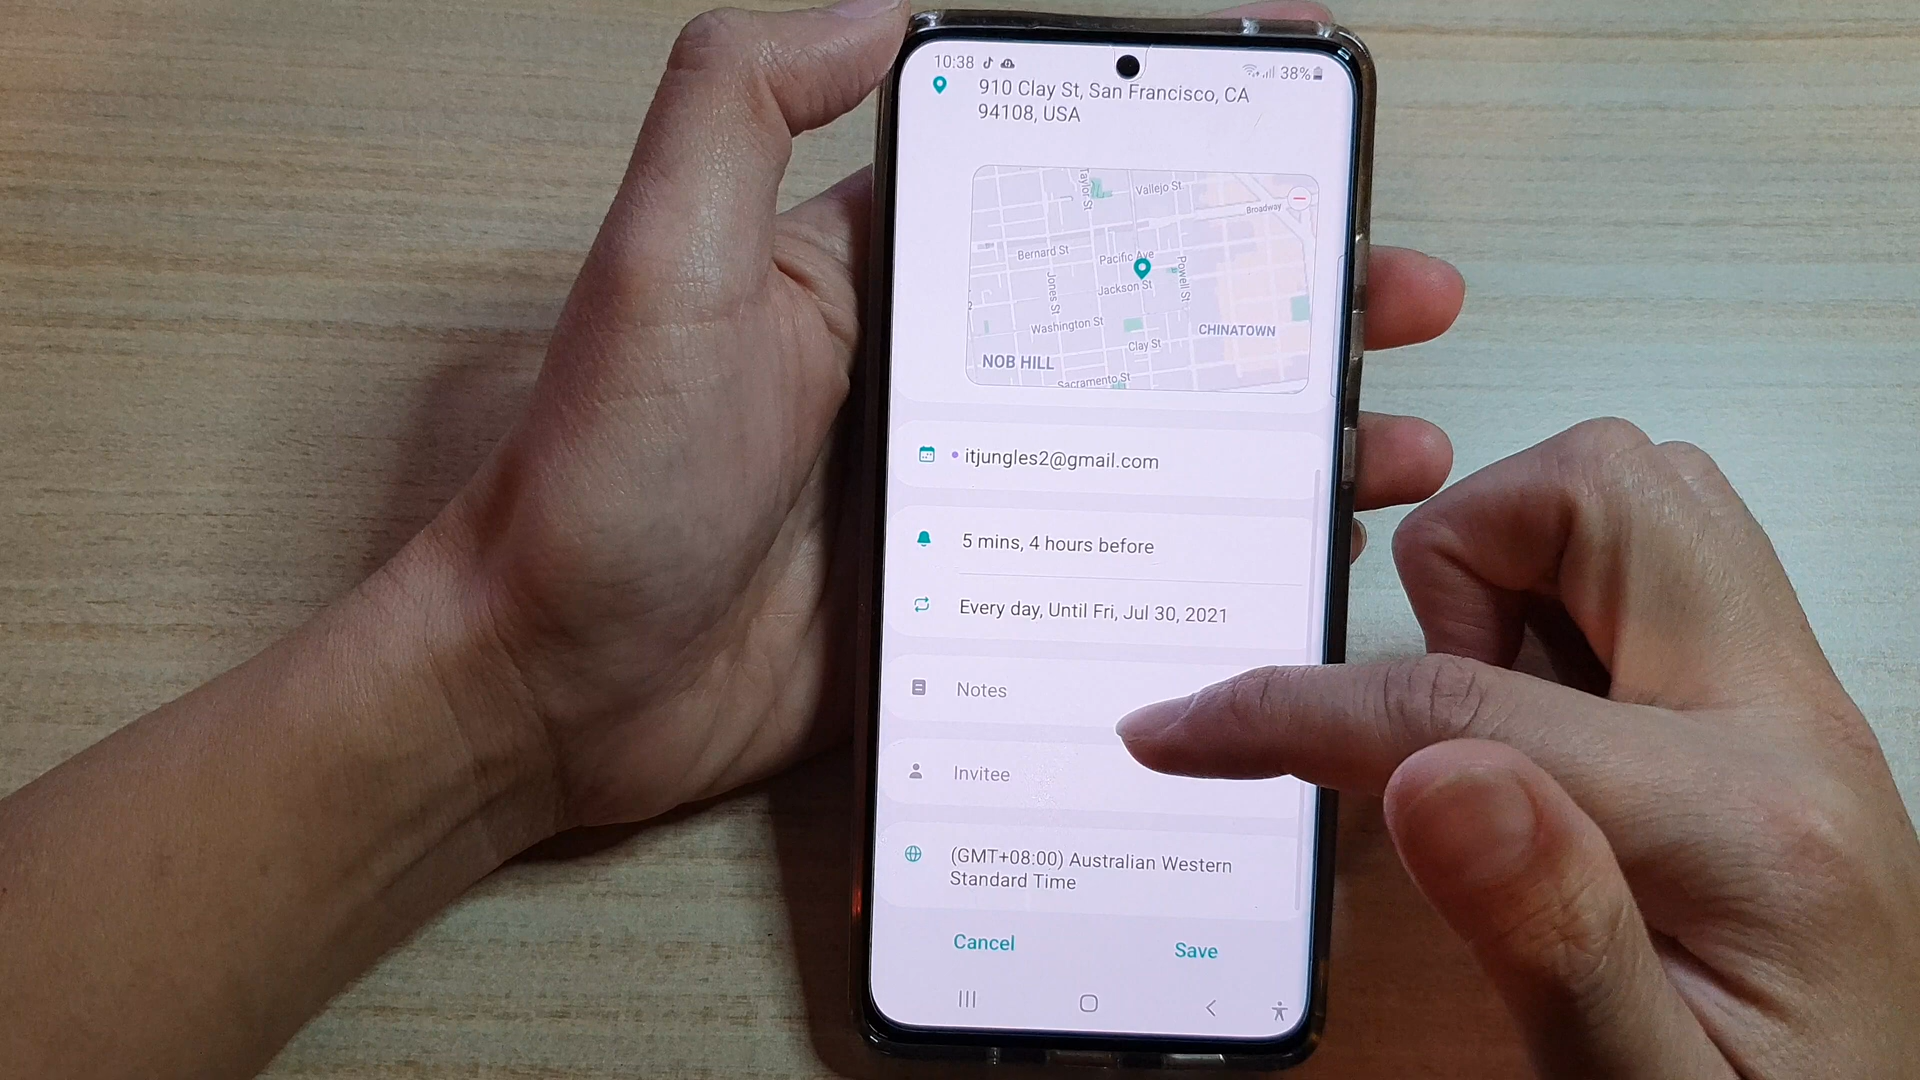 10:38
38%
910 Clay St, San Francisco, CA
94108, USA
Taylor St
Vallejo St
Broadway
Bernard St
Pacific Ave
Jones St
Powell St
Jackson St
Washington St
CHINATOWN
Clay St
NOB HILL
Sacramento St
itjungles2@gmail.com
5 mins, 4 hours before
Every day, Until Fri, Jul 30, 2021
Notes
Invitee
(GMT+08:00) Australian Western
Standard Time
Cancel
Save